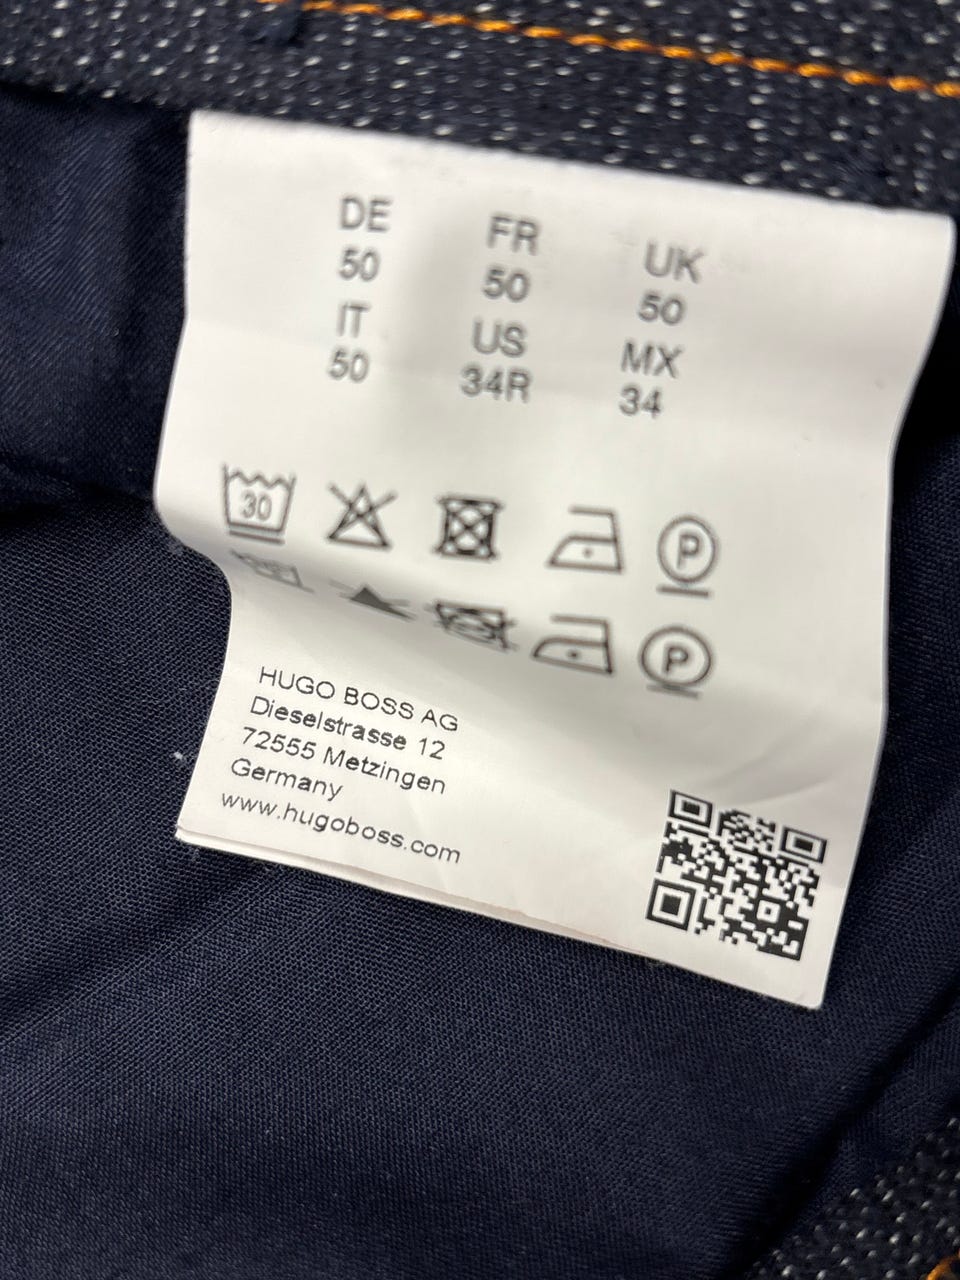 DE FR UK
50 50 50
IT US MX
50 34R 34
30
P
P
HUGO BOSS AG
Dieselstrasse 12
72555 Metzingen
Germany
www.hugoboss.com